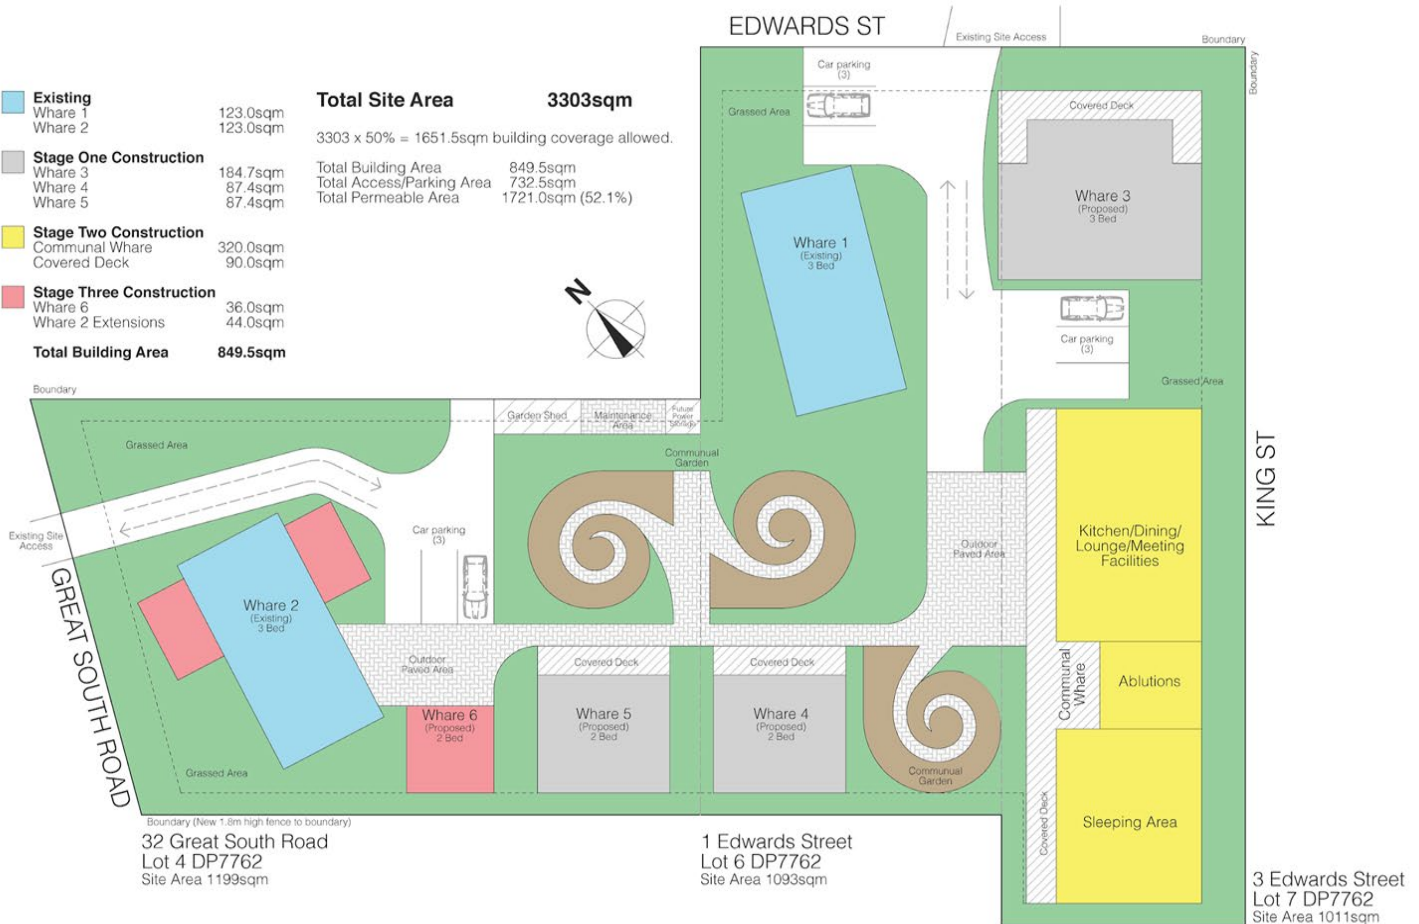 EDWARDS ST
Existing Site Access
Boundary
Boundary
Existing
Whare 1 123.0sqm
Whare 2 123.0sqm
Stage One Construction
Whare 3 184.7sqm
Whare 4 87.4sqm
Whare 5 87.4sqm
Stage Two Construction
Communal Whare 320.0sqm
Covered Deck 90.0sqm
Stage Three Construction
Whare 6 36.0sqm
Whare 2 Extensions 44.0sqm
Total Building Area 849.5sqm
Total Site Area 3303sqm
3303 x 50% = 1651.5sqm building coverage allowed.
Total Building Area 849.5sqm
Total Access/Parking Area 732.5sqm
Total Permeable Area 1721.0sqm (52.1%)
N
Car parking
(3)
Grassed Area
Covered Deck
Whare 3
(Proposed)
3 Bed
Whare 1
(Existing)
3 Bed
Car parking
(3)
Grassed Area
KING ST
Boundary
Grassed Area
Garden Shed
Maintenance
Area
Future
Power
Storage
Communual
Garden
Existing Site
Access
GREAT SOUTH ROAD
Car parking
(3)
Whare 2
(Existing)
3 Bed
Outdoor
Paved Area
Outdoor
Paved Area
Kitchen/Dining/
Lounge/Meeting
Facilities
Communal
Whare
Ablutions
Covered Deck
Covered Deck
Whare 6
(Proposed)
2 Bed
Whare 5
(Proposed)
2 Bed
Whare 4
(Proposed)
2 Bed
Communual
Garden
Grassed Area
Covered Deck
Sleeping Area
Boundary (New 1.8m high fence to boundary)
32 Great South Road
Lot 4 DP7762
Site Area 1199sqm
1 Edwards Street
Lot 6 DP7762
Site Area 1093sqm
3 Edwards Street
Lot 7 DP7762
Site Area 1011sqm